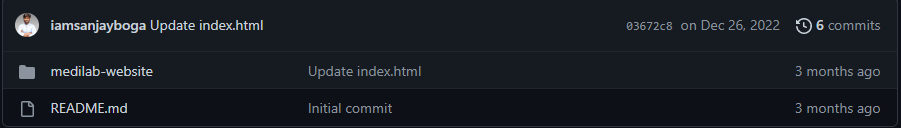 iamsanjayboga Update index.html 03672c8 on Dec 26, 2022 6 commits
medilab-website Update index.html 3 months ago
README.md Initial commit 3 months ago